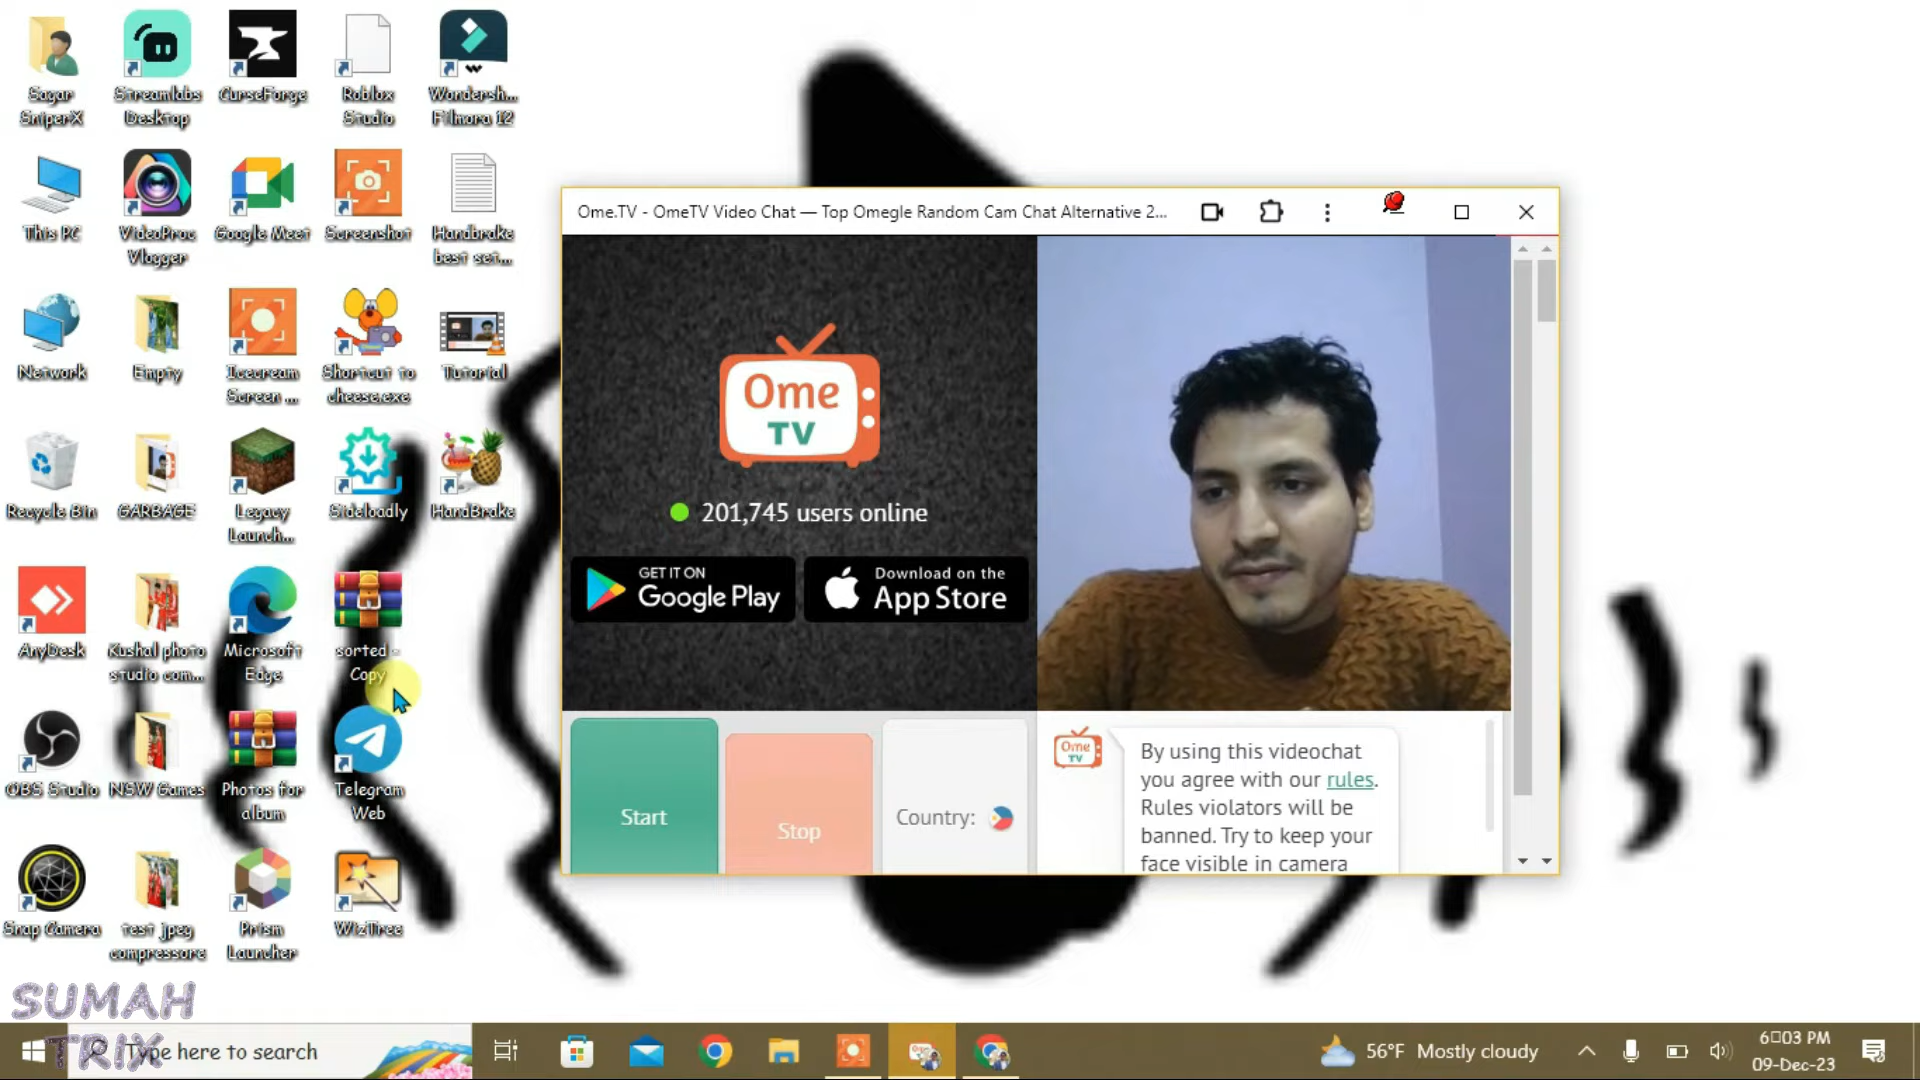 Sagar
SniperX
Streamlabs
Desktop
CurseForge
Roblox
Studio
Wondersh...
Filmora 12
This PC
VideoProc
Vlogger
Google Meet
Screenshot
Handbrake
best set...
Network
Empty
Icecream
Screen ...
Shortcut to
cheese.exe
Tutorial
Recycle Bin
GARBAGE
Legacy
Launch...
Sideloadly
HandBrake
AnyDesk
Kushal photo
studio com...
Microsoft
Edge
sorted -
Copy
OBS Studio
NSW Games
Photos for
album
Telegram
Web
Snap Camera
test jpeg
compressore
Prism
Launcher
WizTree
SUMAH
TRIX
Ome.TV - OmeTV Video Chat — Top Omegle Random Cam Chat Alternative 2...
Ome
TV
201,745 users online
GET IT ON
Google Play
Download on the
App Store
Start
Stop
Country:
Ome
TV
By using this videochat
you agree with our rules.
Rules violators will be
banned. Try to keep your
face visible in camera
Type here to search
56°F Mostly cloudy
6:03 PM
09-Dec-23